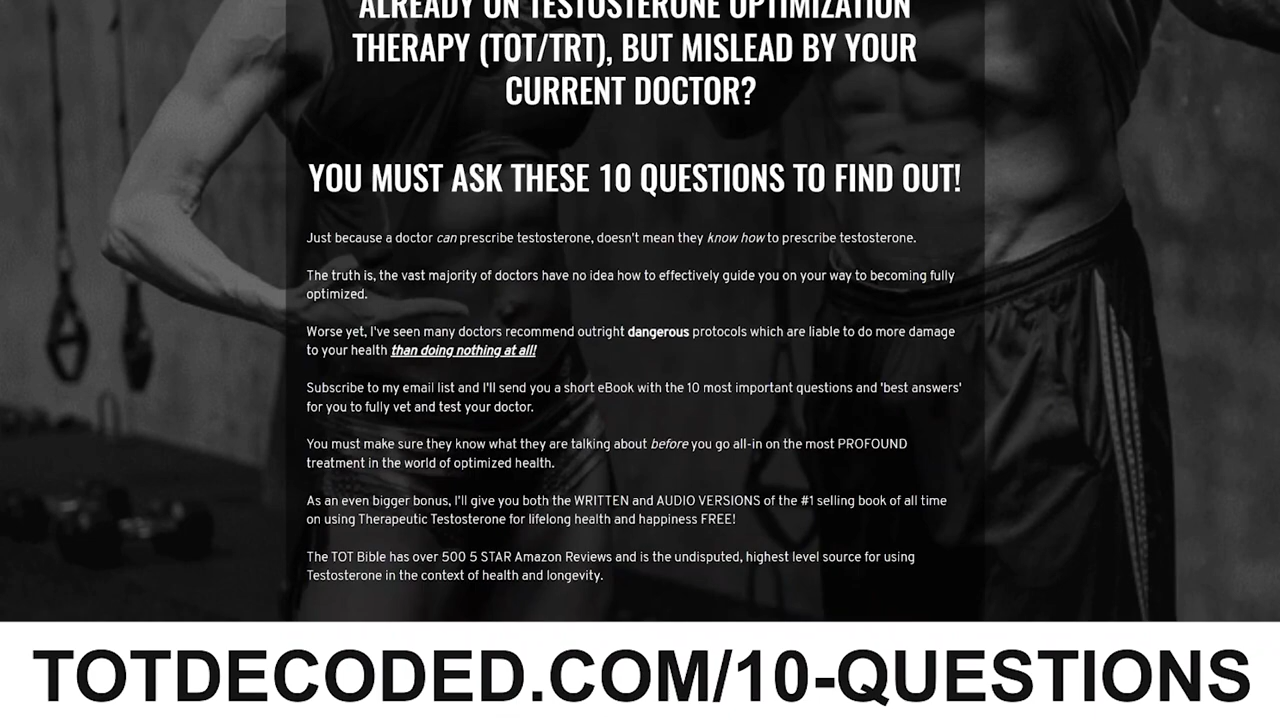 ALREADY ON TESTOSTERONE OPTIMIZATION
THERAPY (TOT/TRT), BUT MISLEAD BY YOUR
CURRENT DOCTOR?
YOU MUST ASK THESE 10 QUESTIONS TO FIND OUT!
Just because a doctor can prescribe testosterone, doesn't mean they know how to prescribe testosterone.
The truth is, the vast majority of doctors have no idea how to effectively guide you on your way to becoming fully
optimized.
Worse yet, I've seen many doctors recommend outright dangerous protocols which are liable to do more damage
to your health than doing nothing at all!
Subscribe to my email list and I'll send you a short eBook with the 10 most important questions and 'best answers'
for you to fully vet and test your doctor.
You must make sure they know what they are talking about before you go all-in on the most PROFOUND
treatment in the world of optimized health.
As an even bigger bonus, I'll give you both the WRITTEN and AUDIO VERSIONS of the #1 selling book of all time
on using Therapeutic Testosterone for lifelong health and happiness FREE!
The TOT Bible has over 500 5 STAR Amazon Reviews and is the undisputed, highest level source for using
Testosterone in the context of health and longevity.
TOTDECODED.COM/10-QUESTIONS